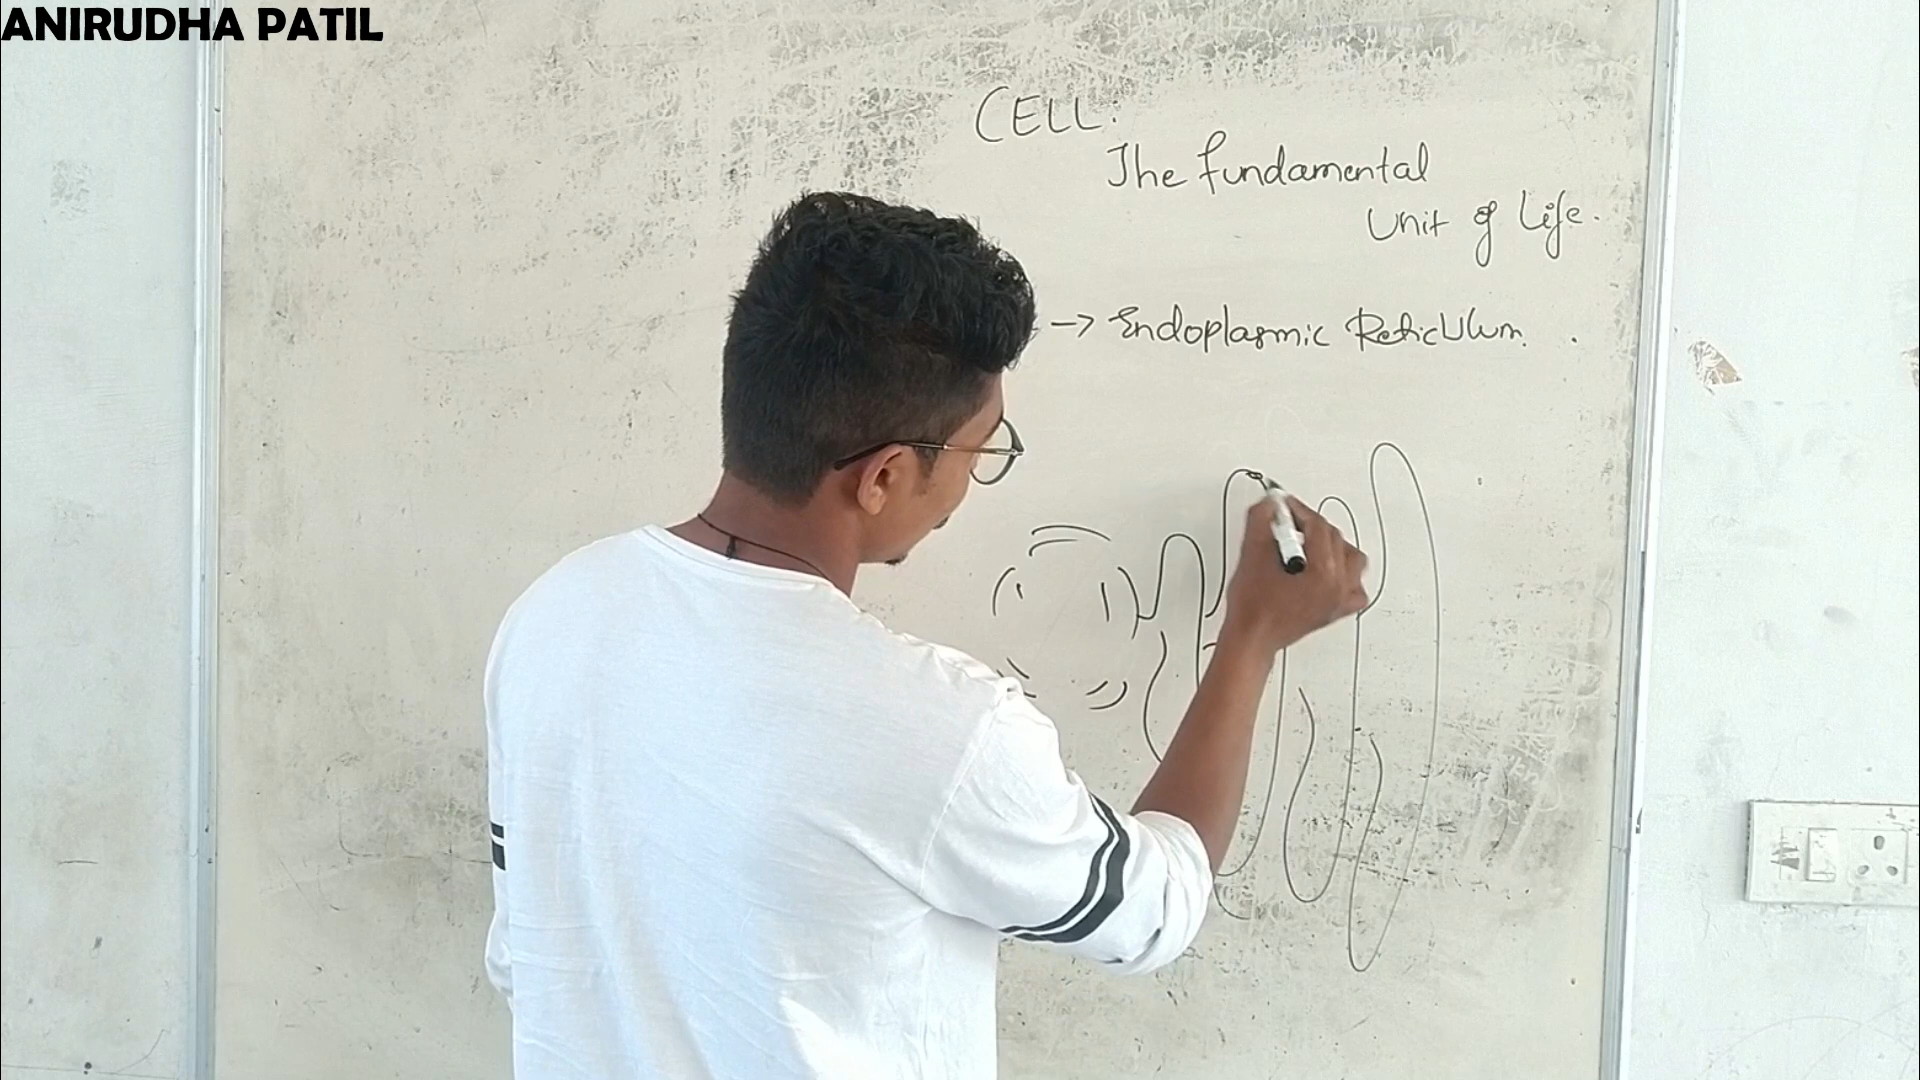 ANIRUDHA PATIL
CELL:
The fundamental
Unit of Life.
→ Endoplasmic Reticulum.